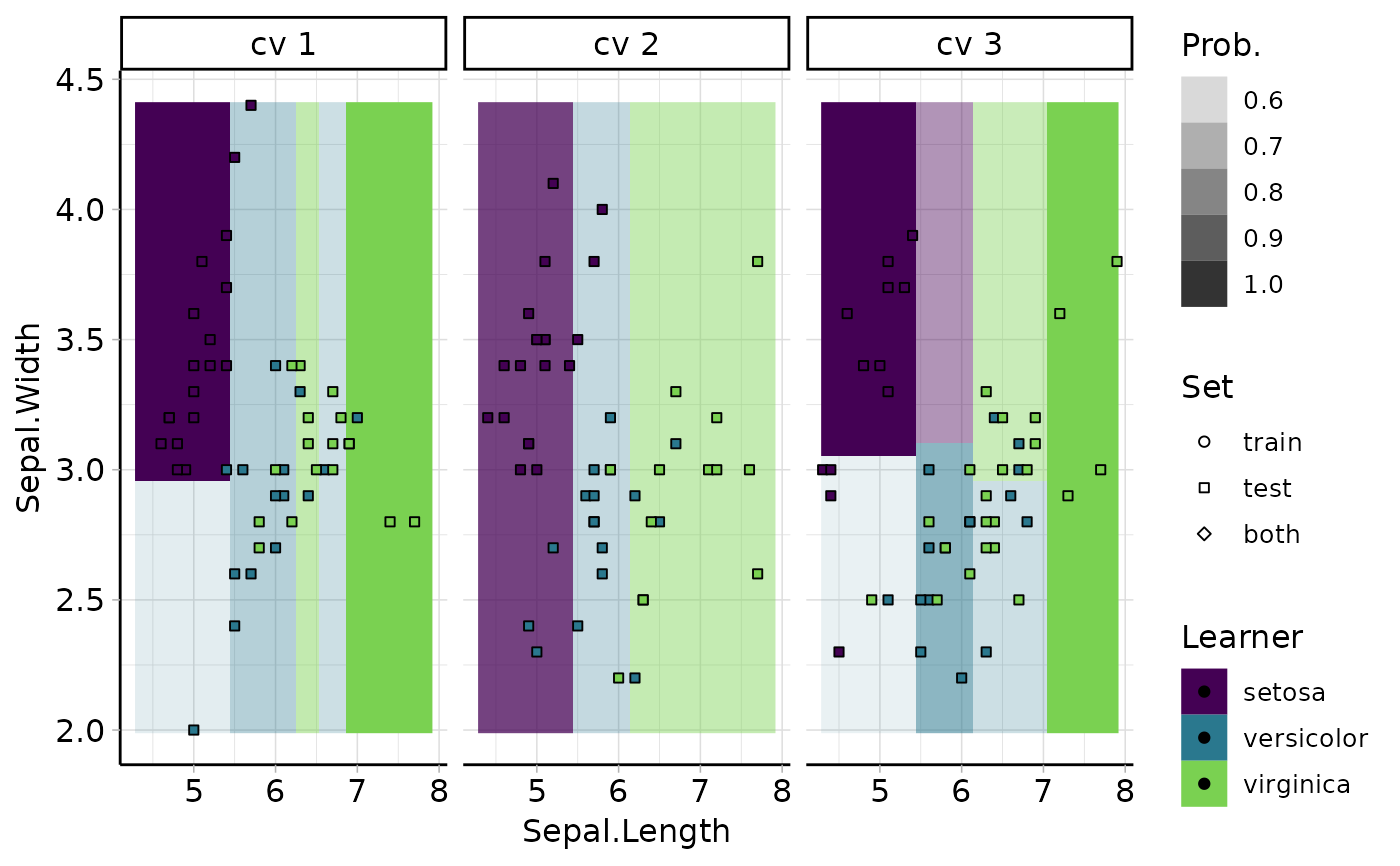 cv 1
cv 2
cv 3
4.5
4.0
3.5
3.0
2.5
2.0
Sepal.Width
5 6 7 8
5 6 7 8
5 6 7 8
Sepal.Length
Prob.
0.6
0.7
0.8
0.9
1.0
Set
train
test
both
Learner
setosa
versicolor
virginica